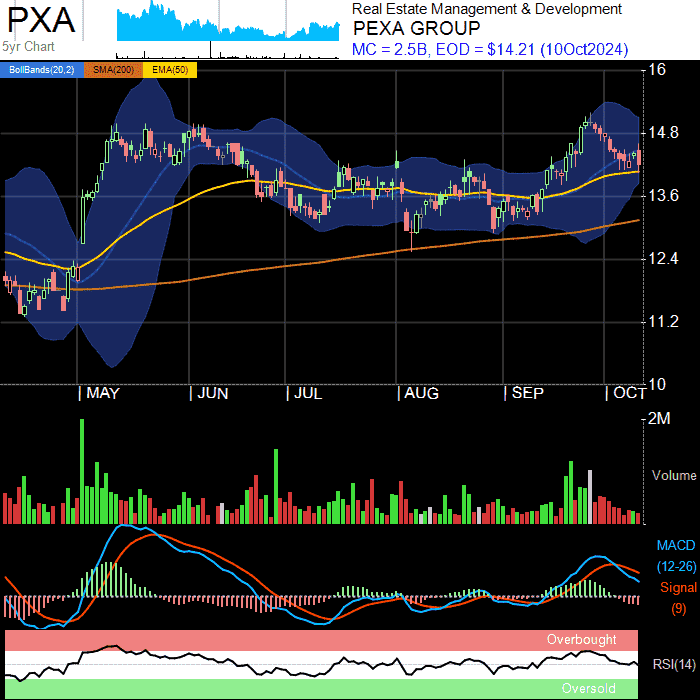 PXA
5yr Chart
Real Estate Management & Development
PEXA GROUP
MC = 2.5B, EOD = $14.21 (10Oct2024)
BollBands(20,2) SMA(200) EMA(50)
16
14.8
13.6
12.4
11.2
10
| MAY | JUN | JUL | AUG | SEP | OCT
2M
Volume
MACD
(12-26)
Signal
(9)
Overbought
RSI(14)
Oversold